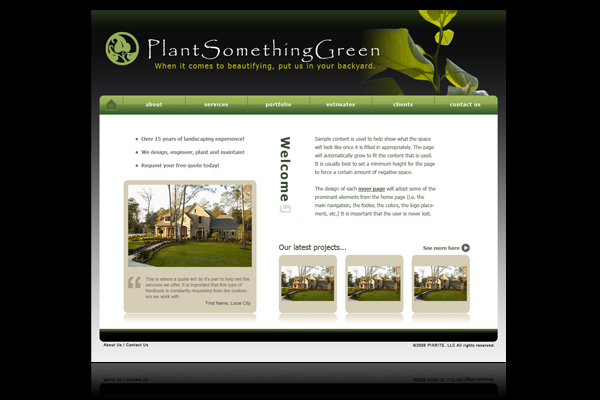 PlantSomethingGreen
When it comes to beautifying, put us in your backyard.
about services portfolio estimates clients contact us
Over 15 years of landscaping experience!
We design, engineer, plant and maintain!
Request your free quote today!
This is where a quote will do it's part to help sell the
services we offer. It is important that this type of
feedback is constantly requested from the custom-
ers we work with.
First Name, Local City
Welcome
Sample content is used to help show what the space
will look like once it is filled in appropriately. The page
will automatically grow to fit the content that is used.
It is usually best to set a minimum height for the page
to force a certain amount of negative space.
The design of each inner page will adopt some of the
prominent elements from the home page (i.e. the
main navigation, the footer, the colors, the logo place-
ment, etc.) It is important that the user is never lost.
Our latest projects...
See more here
About Us | Contact Us
©2008 PIXRITE, LLC All rights reserved.